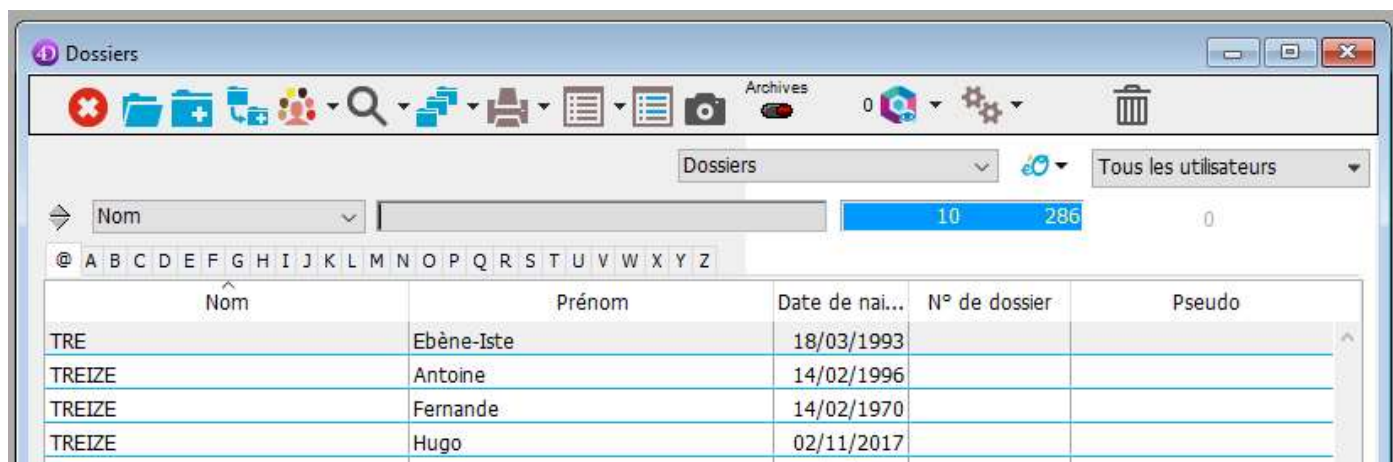 4D Dossiers
Archives
0
Dossiers éO Tous les utilisateurs
Nom 10 286 0
@ A B C D E F G H I J K L M N O P Q R S T U V W X Y Z
Nom Prénom Date de nai... N° de dossier Pseudo
TRE Ebène-Iste 18/03/1993
TREIZE Antoine 14/02/1996
TREIZE Fernande 14/02/1970
TREIZE Hugo 02/11/2017